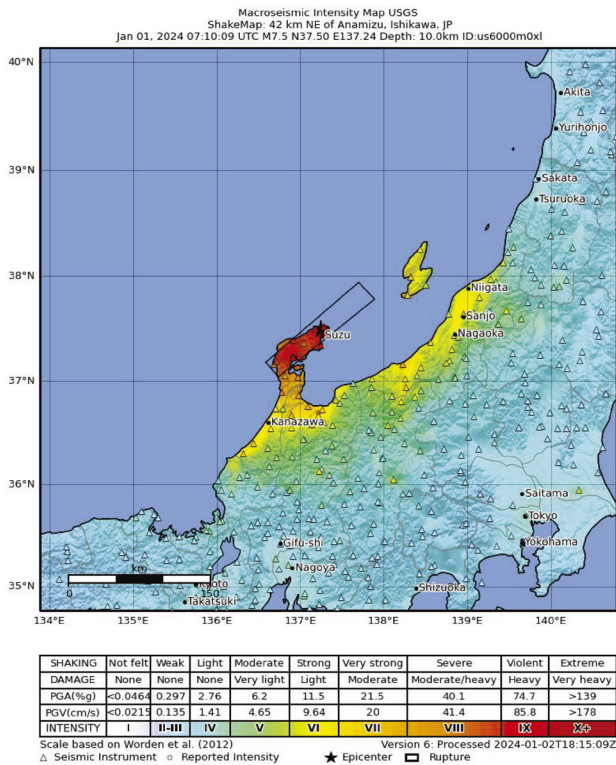 Macroseismic Intensity Map USGS
ShakeMap: 42 km NE of Anamizu, Ishikawa, JP
Jan 01, 2024 07:10:09 UTC M7.5 N37.50 E137.24 Depth: 10.0km ID:us6000m0xl
40°N
Akita
Yurihonjo
39°N
Sakata
Tsuruoka
38°N
Niigata
Sanjo
Suzu
Nagaoka
37°N
Kanazawa
36°N
Saitama
Tokyo
Gifu-shi
Yokohama
Nagoya
km
35°N
Kyoto
Shizuoka
0
150
Takatsuki
134°E 135°E 136°E 137°E 138°E 139°E 140°E
SHAKING Not felt Weak Light Moderate Strong Very strong Severe Violent Extreme
DAMAGE None None None Very light Light Moderate Moderate/heavy Heavy Very heavy
PGA(%g) <0.0464 0.297 2.76 6.2 11.5 21.5 40.1 74.7 >139
PGV(cm/s) <0.0215 0.135 1.41 4.65 9.64 20 41.4 85.8 >178
INTENSITY I II-III IV V VI VII VIII IX X+
Scale based on Worden et al. (2012) Version 6: Processed 2024-01-02T18:15:09Z
Seismic Instrument Reported Intensity Epicenter Rupture